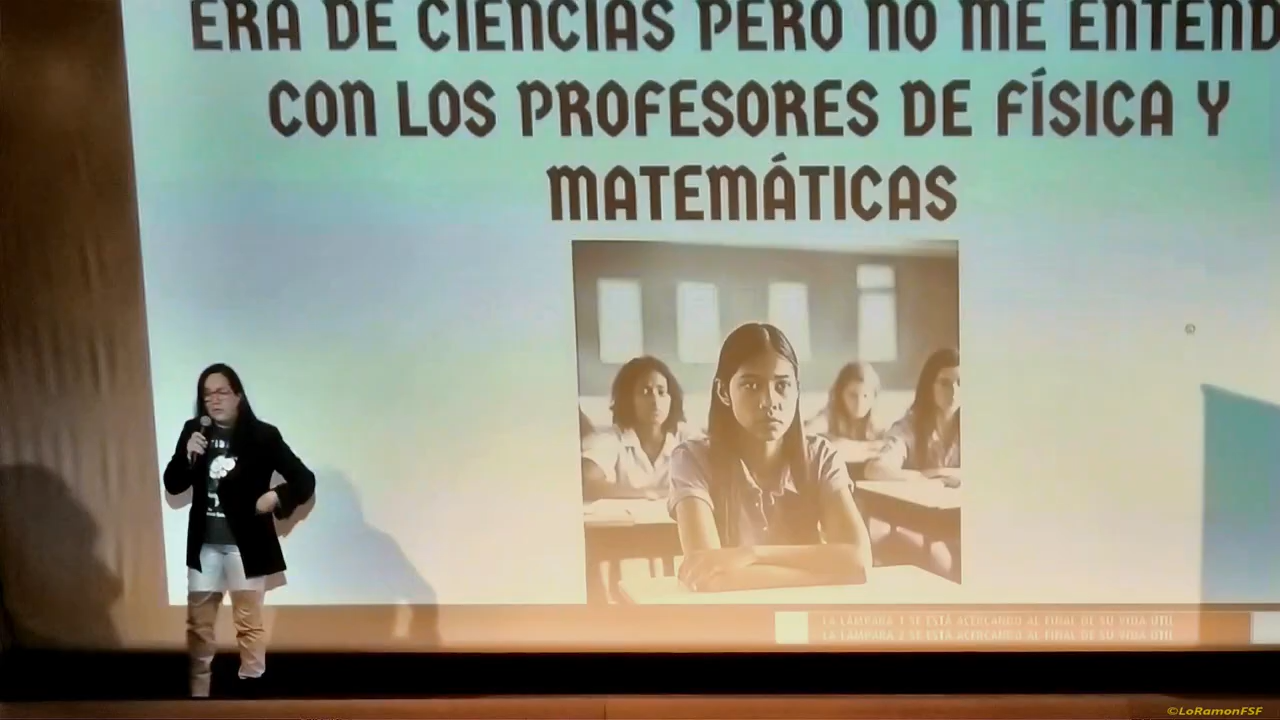 ERA DE CIENCIAS PERO NO ME ENTEND
CON LOS PROFESORES DE FÍSICA Y
MATEMÁTICAS
LA LÁMPARA 1 SE ESTÁ ACERCANDO AL FINAL DE SU VIDA ÚTIL
LA LÁMPARA 2 SE ESTÁ ACERCANDO AL FINAL DE SU VIDA ÚTIL
©LoRamonFSF